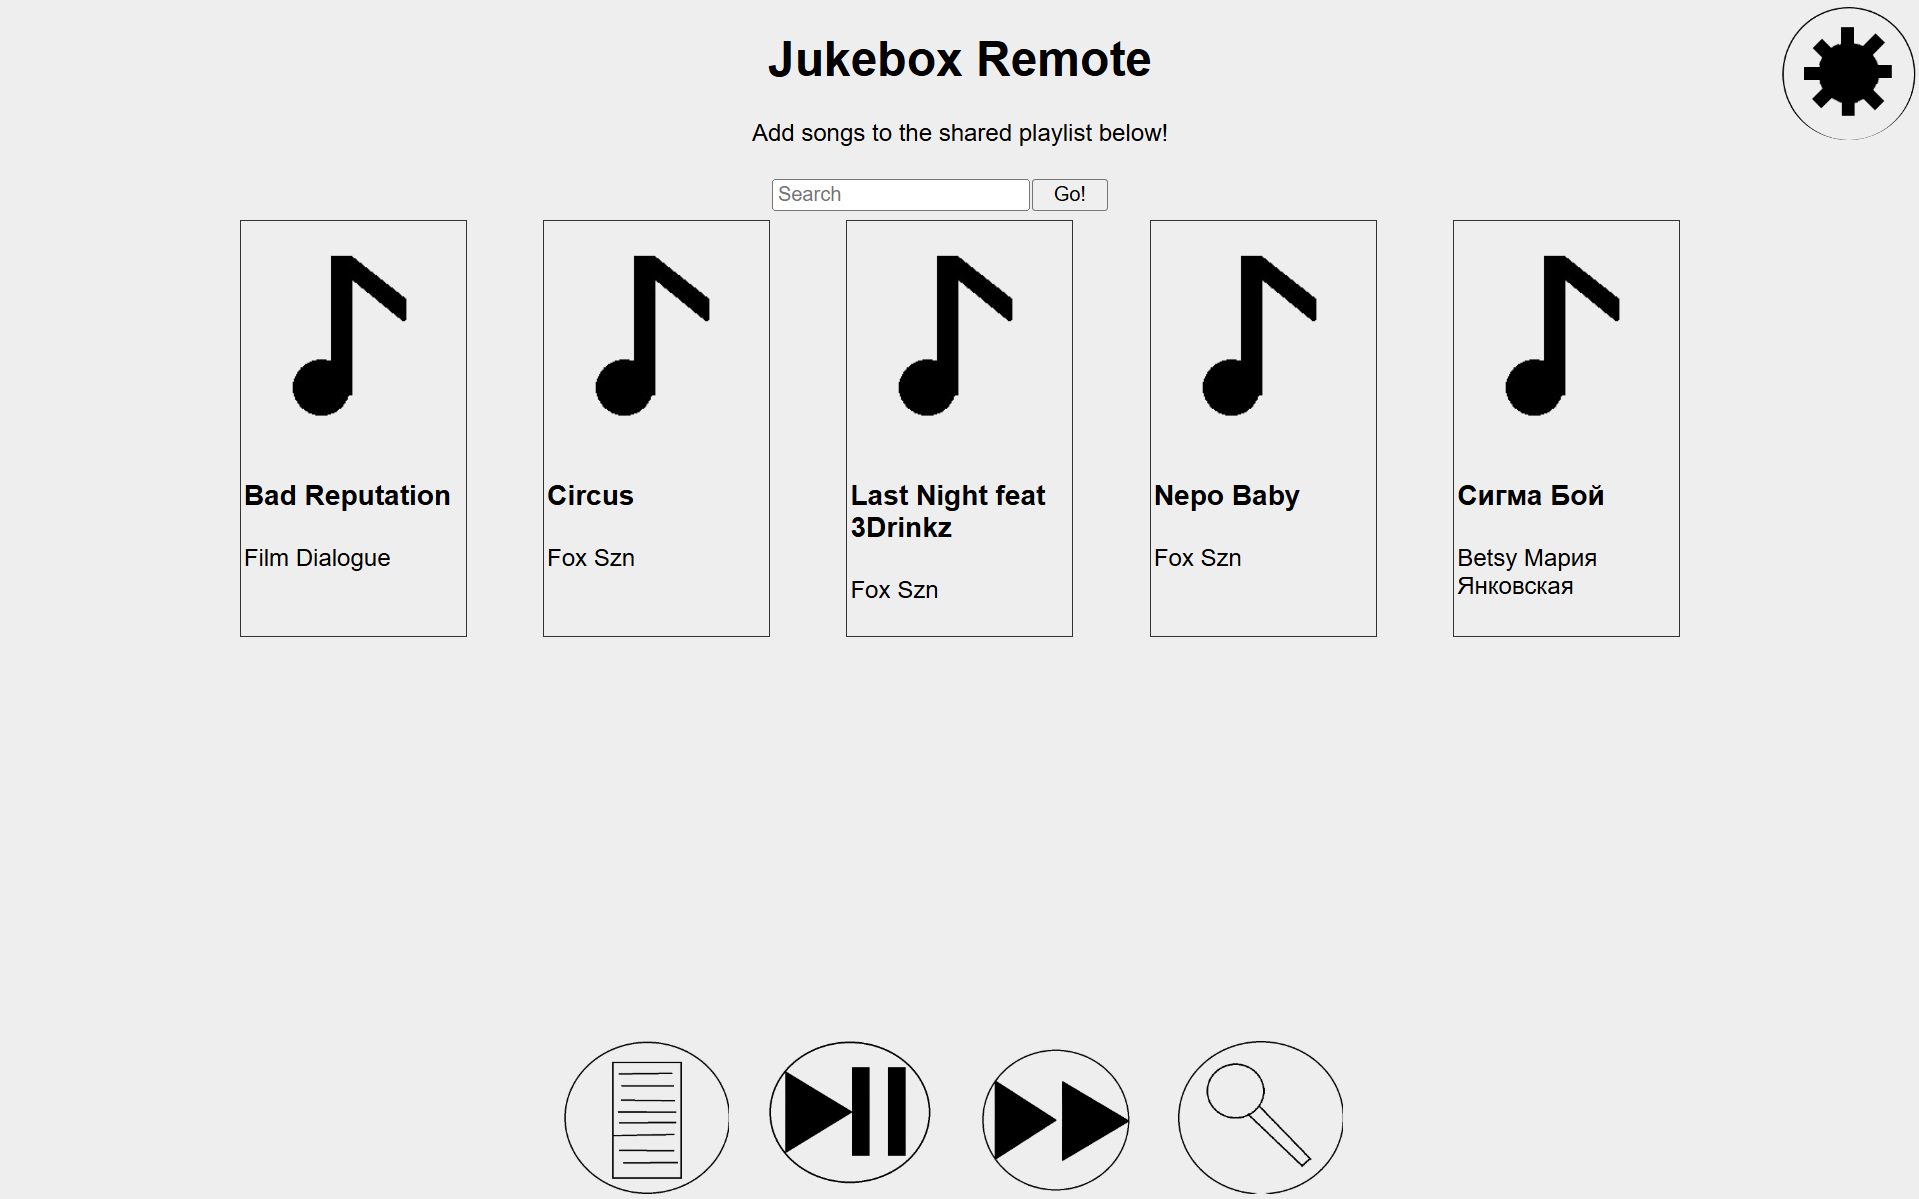 Jukebox Remote
Add songs to the shared playlist below!
Search
Go!
Bad Reputation
Film Dialogue
Circus
Fox Szn
Last Night feat
3Drinkz
Fox Szn
Nepo Baby
Fox Szn
Сигма Бой
Betsy Мария
Янковская